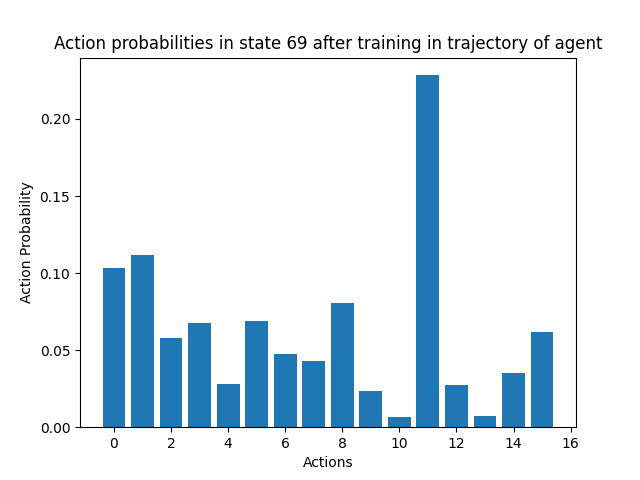 Action probabilities in state 69 after training in trajectory of agent
0.20
0.15
0.10
0.05
0.00
Action Probability
0 2 4 6 8 10 12 14 16
Actions